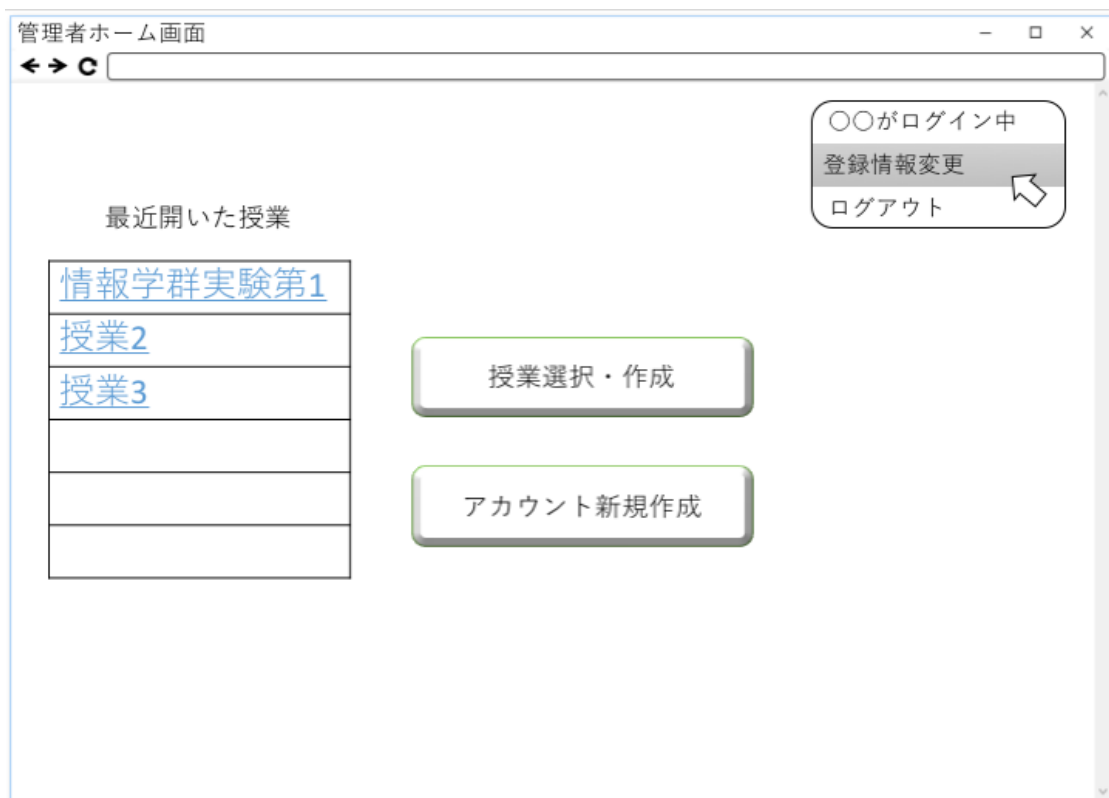 管理者ホーム画面
○○がログイン中
登録情報変更
ログアウト
最近開いた授業
情報学群実験第1
授業2
授業3
授業選択・作成
アカウント新規作成